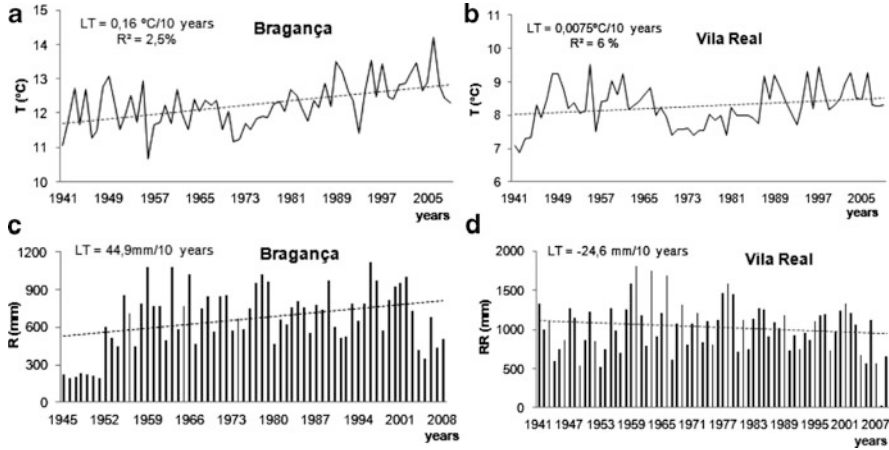 a
LT = 0,16 ºC/10 years
R² = 2,5%
Bragança
T (°C)
15
14
13
12
11
10
1941 1949 1957 1965 1973 1981 1989 1997 2005
years
b
LT = 0,0075ºC/10 years
R² = 6 %
Vila Real
T (°C)
12
11
10
9
8
7
6
1941 1949 1957 1965 1973 1981 1989 1997 2005
years
c
LT = 44,9mm/10 years
Bragança
R (mm)
1200
900
600
300
0
1945 1952 1959 1966 1973 1980 1987 1994 2001 2008
years
d
LT = -24,6 mm/10 years
Vila Real
RR (mm)
2000
1500
1000
500
0
1941 1947 1953 1959 1965 1971 1977 1983 1989 1995 2001 2007
years